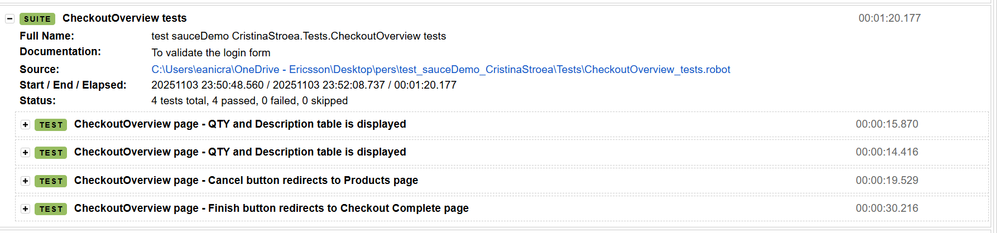 SUITE CheckoutOverview tests 00:01:20.177
Full Name: test sauceDemo CristinaStroea.Tests.CheckoutOverview tests
Documentation: To validate the login form
Source: C:\Users\eanicra\OneDrive - Ericsson\Desktop\pers\test_sauceDemo_CristinaStroea\Tests\CheckoutOverview_tests.robot
Start / End / Elapsed: 20251103 23:50:48.560 / 20251103 23:52:08.737 / 00:01:20.177
Status: 4 tests total, 4 passed, 0 failed, 0 skipped
TEST CheckoutOverview page - QTY and Description table is displayed 00:00:15.870
TEST CheckoutOverview page - QTY and Description table is displayed 00:00:14.416
TEST CheckoutOverview page - Cancel button redirects to Products page 00:00:19.529
TEST CheckoutOverview page - Finish button redirects to Checkout Complete page 00:00:30.216